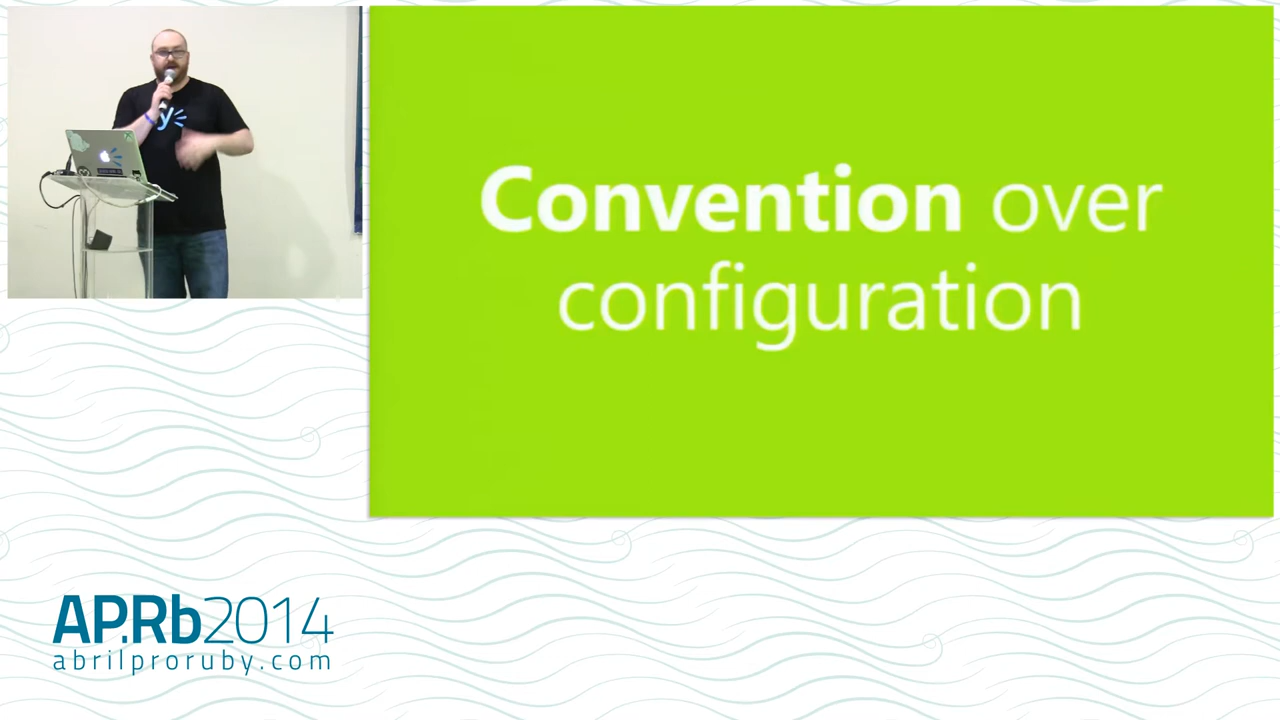 Convention over
configuration
AP.Rb2014
abrilproruby.com
y